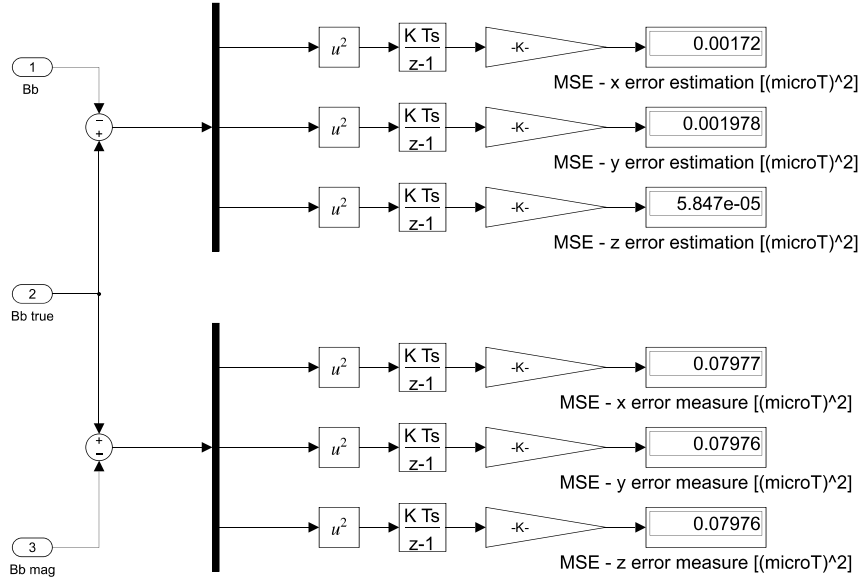 1
Bb
−
+
u²
K Ts
z-1
-K-
0.00172
MSE - x error estimation [(microT)^2]
u²
K Ts
z-1
-K-
0.001978
MSE - y error estimation [(microT)^2]
u²
K Ts
z-1
-K-
5.847e-05
MSE - z error estimation [(microT)^2]
2
Bb true
+
−
3
Bb mag
u²
K Ts
z-1
-K-
0.07977
MSE - x error measure [(microT)^2]
u²
K Ts
z-1
-K-
0.07976
MSE - y error measure [(microT)^2]
u²
K Ts
z-1
-K-
0.07976
MSE - z error measure [(microT)^2]